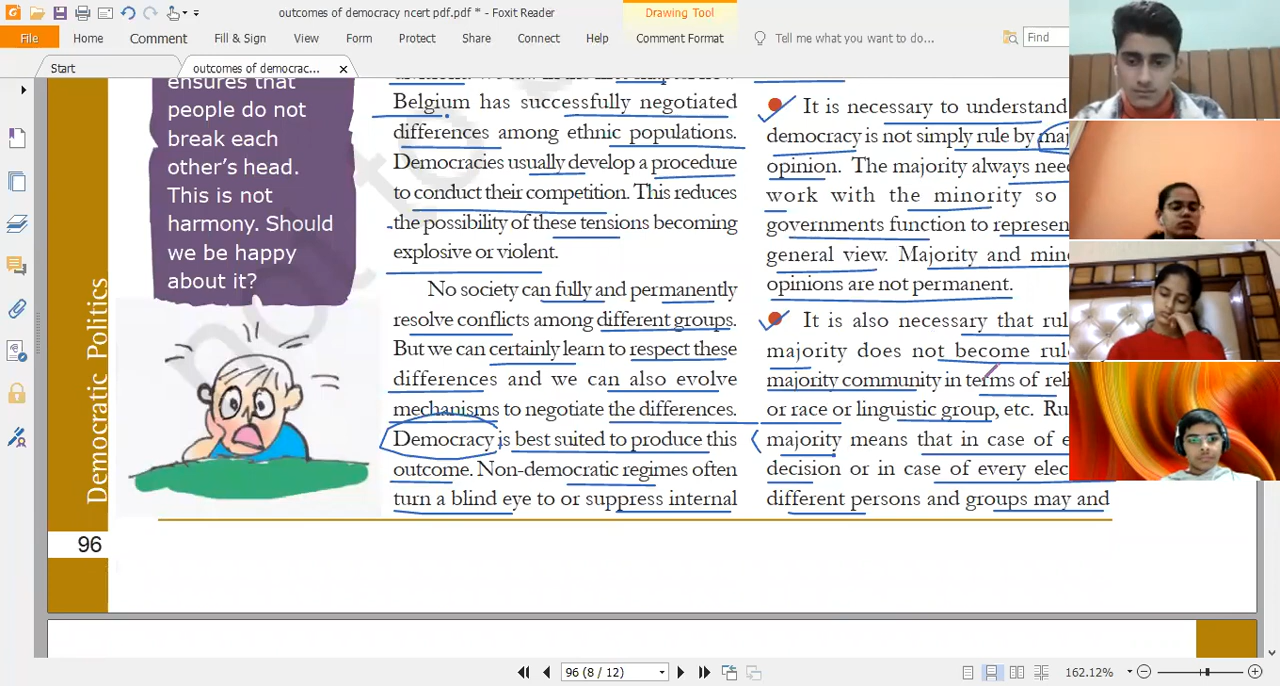 outcomes of democracy ncert pdf.pdf * - Foxit Reader
Drawing Tool
File Home Comment Fill & Sign View Form Protect Share Connect Help Comment Format Tell me what you want to do... Find
Start
outcomes of democrac...
ensures that
people do not
break each
other's head.
This is not
harmony. Should
we be happy
about it?
Democratic Politics
96
Belgium has successfully negotiated
differences among ethnic populations.
Democracies usually develop a procedure
to conduct their competition. This reduces
the possibility of these tensions becoming
explosive or violent.
No society can fully and permanently
resolve conflicts among different groups.
But we can certainly learn to respect these
differences and we can also evolve
mechanisms to negotiate the differences.
Democracy is best suited to produce this
outcome. Non-democratic regimes often
turn a blind eye to or suppress internal
It is necessary to understand
democracy is not simply rule by maj
opinion. The majority always nee
work with the minority so
governments function to represen
general view. Majority and min
opinions are not permanent.
It is also necessary that rul
majority does not become rul
majority community in terms of reli
or race or linguistic group, etc. Ru
majority means that in case of e
decision or in case of every elec
different persons and groups may and
96 (8 / 12)
162.12%